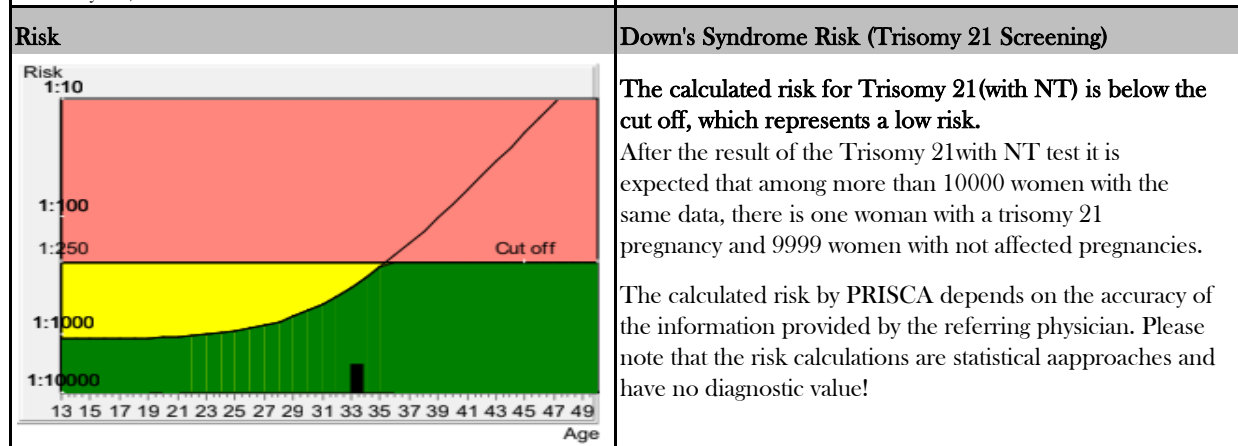 Risk
Risk
1:10
1:100
1:250
Cut off
1:1000
1:10000
13 15 17 19 21 23 25 27 29 31 33 35 37 39 41 43 45 47 49
Age
Down's Syndrome Risk (Trisomy 21 Screening)
The calculated risk for Trisomy 21(with NT) is below the
cut off, which represents a low risk.
After the result of the Trisomy 21with NT test it is
expected that among more than 10000 women with the
same data, there is one woman with a trisomy 21
pregnancy and 9999 women with not affected pregnancies.
The calculated risk by PRISCA depends on the accuracy of
the information provided by the referring physician. Please
note that the risk calculations are statistical aapproaches and
have no diagnostic value!